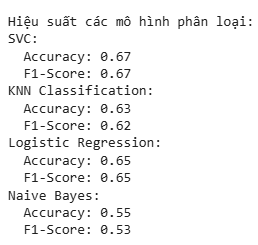 Hiệu suất các mô hình phân loại:
SVC:
  Accuracy: 0.67
  F1-Score: 0.67
KNN Classification:
  Accuracy: 0.63
  F1-Score: 0.62
Logistic Regression:
  Accuracy: 0.65
  F1-Score: 0.65
Naive Bayes:
  Accuracy: 0.55
  F1-Score: 0.53